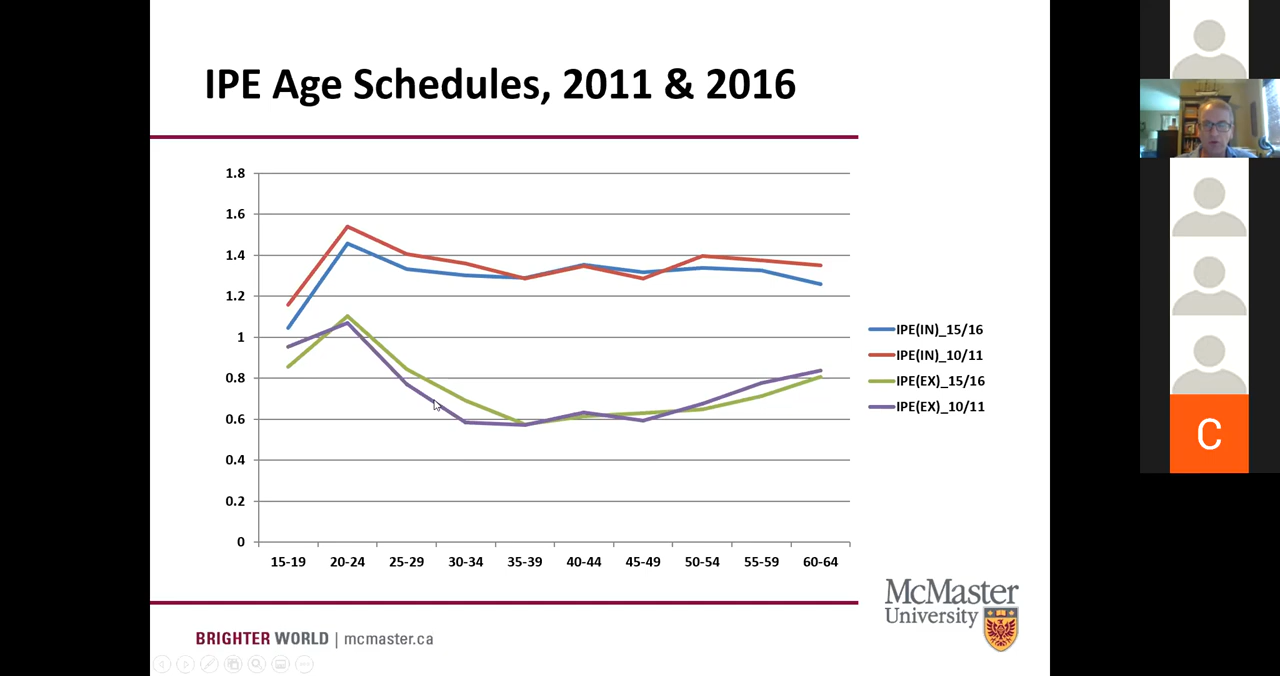 IPE Age Schedules, 2011 & 2016
1.8
1.6
1.4
1.2
1
0.8
0.6
0.4
0.2
0
15-19 20-24 25-29 30-34 35-39 40-44 45-49 50-54 55-59 60-64
IPE(IN)_15/16
IPE(IN)_10/11
IPE(EX)_15/16
IPE(EX)_10/11
McMaster
University
BRIGHTER WORLD | mcmaster.ca
C